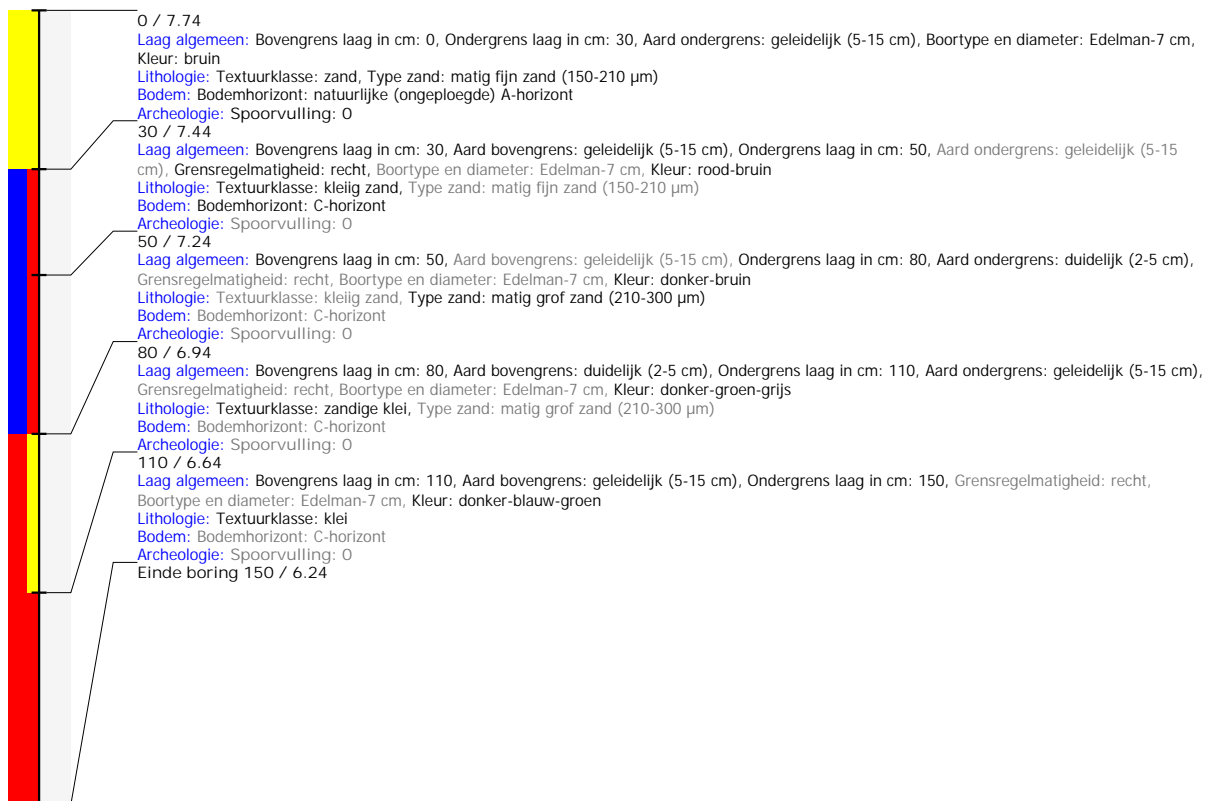 0 / 7.74
Laag algemeen: Bovengrens laag in cm: 0, Ondergrens laag in cm: 30, Aard ondergrens: geleidelijk (5-15 cm), Boortype en diameter: Edelman-7 cm,
Kleur: bruin
Lithologie: Textuurklasse: zand, Type zand: matig fijn zand (150-210 µm)
Bodem: Bodemhorizont: natuurlijke (ongeploegde) A-horizont
Archeologie: Spoorvulling: 0
30 / 7.44
Laag algemeen: Bovengrens laag in cm: 30, Aard bovengrens: geleidelijk (5-15 cm), Ondergrens laag in cm: 50, Aard ondergrens: geleidelijk (5-15
cm), Grensregelmatigheid: recht, Boortype en diameter: Edelman-7 cm, Kleur: rood-bruin
Lithologie: Textuurklasse: kleiig zand, Type zand: matig fijn zand (150-210 µm)
Bodem: Bodemhorizont: C-horizont
Archeologie: Spoorvulling: 0
50 / 7.24
Laag algemeen: Bovengrens laag in cm: 50, Aard bovengrens: geleidelijk (5-15 cm), Ondergrens laag in cm: 80, Aard ondergrens: duidelijk (2-5 cm),
Grensregelmatigheid: recht, Boortype en diameter: Edelman-7 cm, Kleur: donker-bruin
Lithologie: Textuurklasse: kleiig zand, Type zand: matig grof zand (210-300 µm)
Bodem: Bodemhorizont: C-horizont
Archeologie: Spoorvulling: 0
80 / 6.94
Laag algemeen: Bovengrens laag in cm: 80, Aard bovengrens: duidelijk (2-5 cm), Ondergrens laag in cm: 110, Aard ondergrens: geleidelijk (5-15 cm),
Grensregelmatigheid: recht, Boortype en diameter: Edelman-7 cm, Kleur: donker-groen-grijs
Lithologie: Textuurklasse: zandige klei, Type zand: matig grof zand (210-300 µm)
Bodem: Bodemhorizont: C-horizont
Archeologie: Spoorvulling: 0
110 / 6.64
Laag algemeen: Bovengrens laag in cm: 110, Aard bovengrens: geleidelijk (5-15 cm), Ondergrens laag in cm: 150, Grensregelmatigheid: recht,
Boortype en diameter: Edelman-7 cm, Kleur: donker-blauw-groen
Lithologie: Textuurklasse: klei
Bodem: Bodemhorizont: C-horizont
Archeologie: Spoorvulling: 0
Einde boring 150 / 6.24